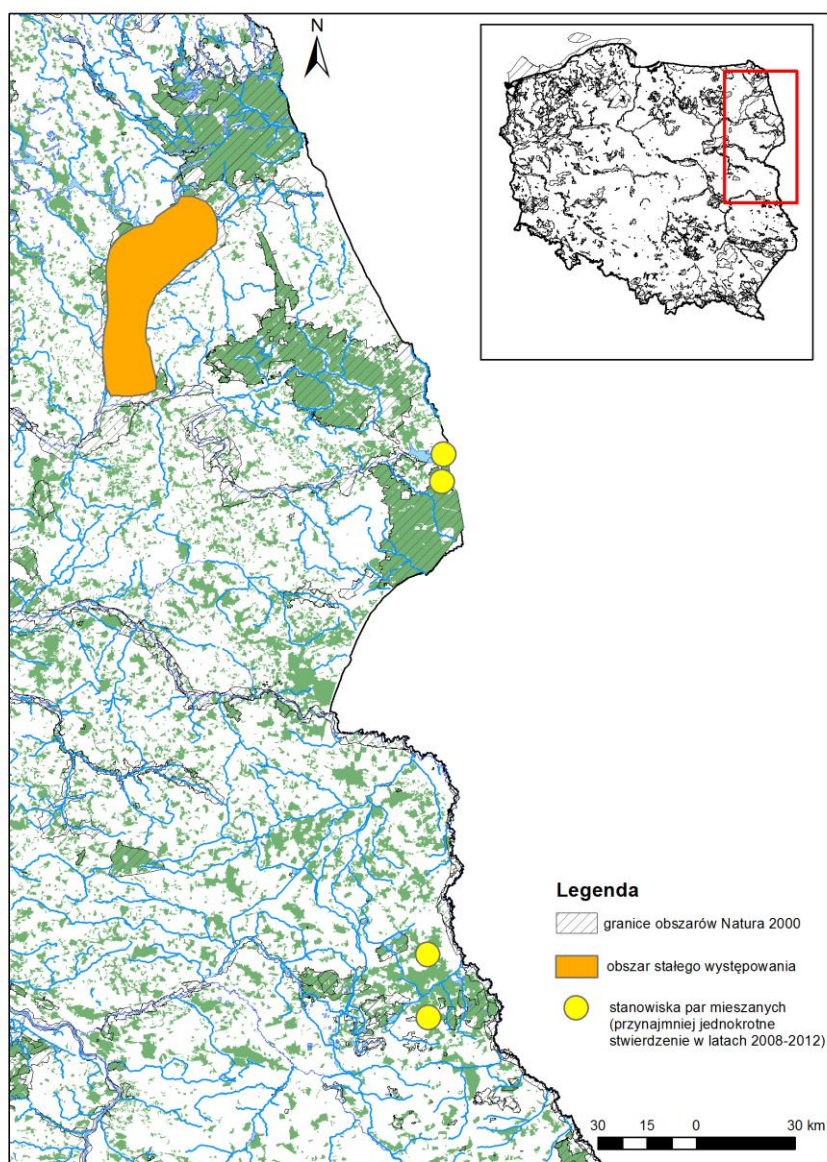 N
Legenda
granice obszarów Natura 2000
obszar stałego występowania
stanowiska par mieszanych
(przynajmniej jednokrotne
stwierdzenie w latach 2008-2012)
30 15 0 30 km